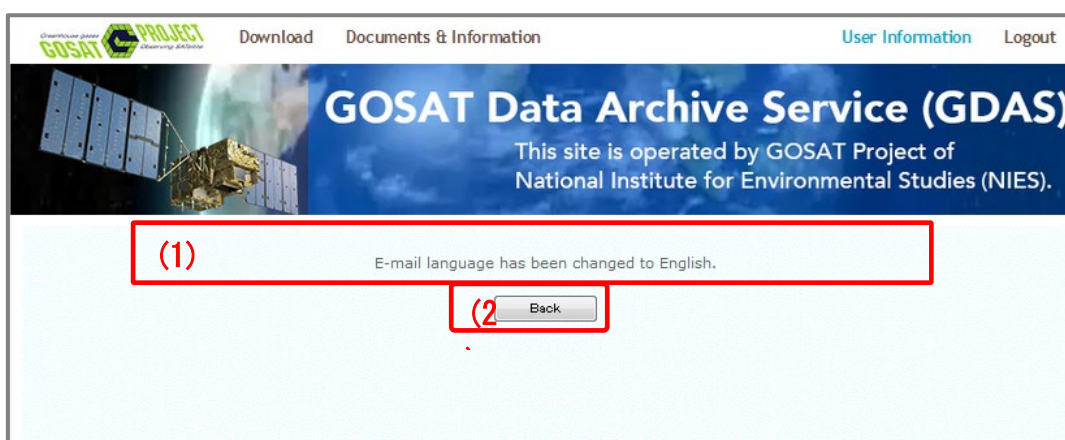 Greenhouse gases
GOSAT PROJECT
Observing SATellite
Download Documents & Information User Information Logout
GOSAT Data Archive Service (GDAS)
This site is operated by GOSAT Project of
National Institute for Environmental Studies (NIES).
(1) E-mail language has been changed to English.
(2 Back
)